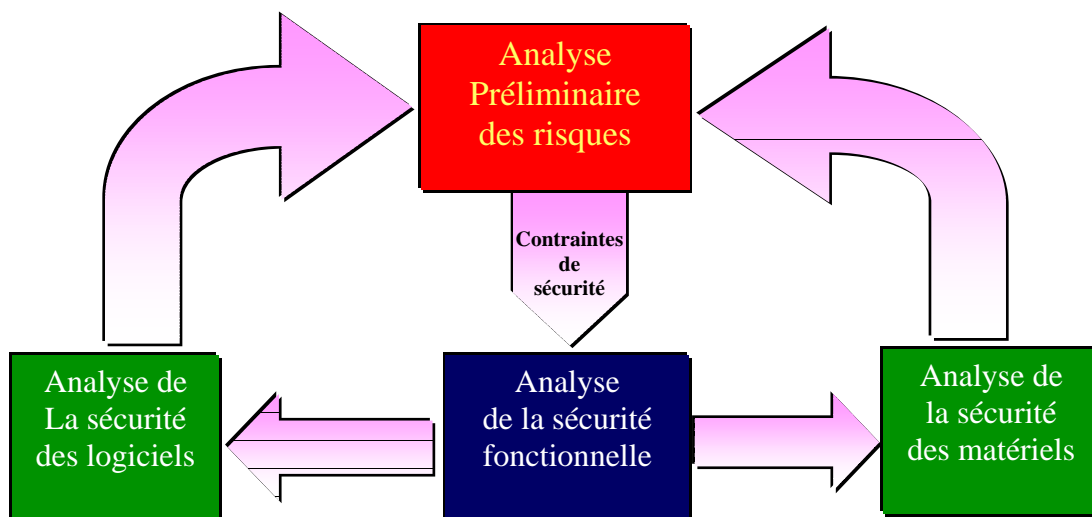 Analyse
Préliminaire
des risques
Contraintes
de
sécurité
Analyse de
La sécurité
des logiciels
Analyse
de la sécurité
fonctionnelle
Analyse de
la sécurité
des matériels